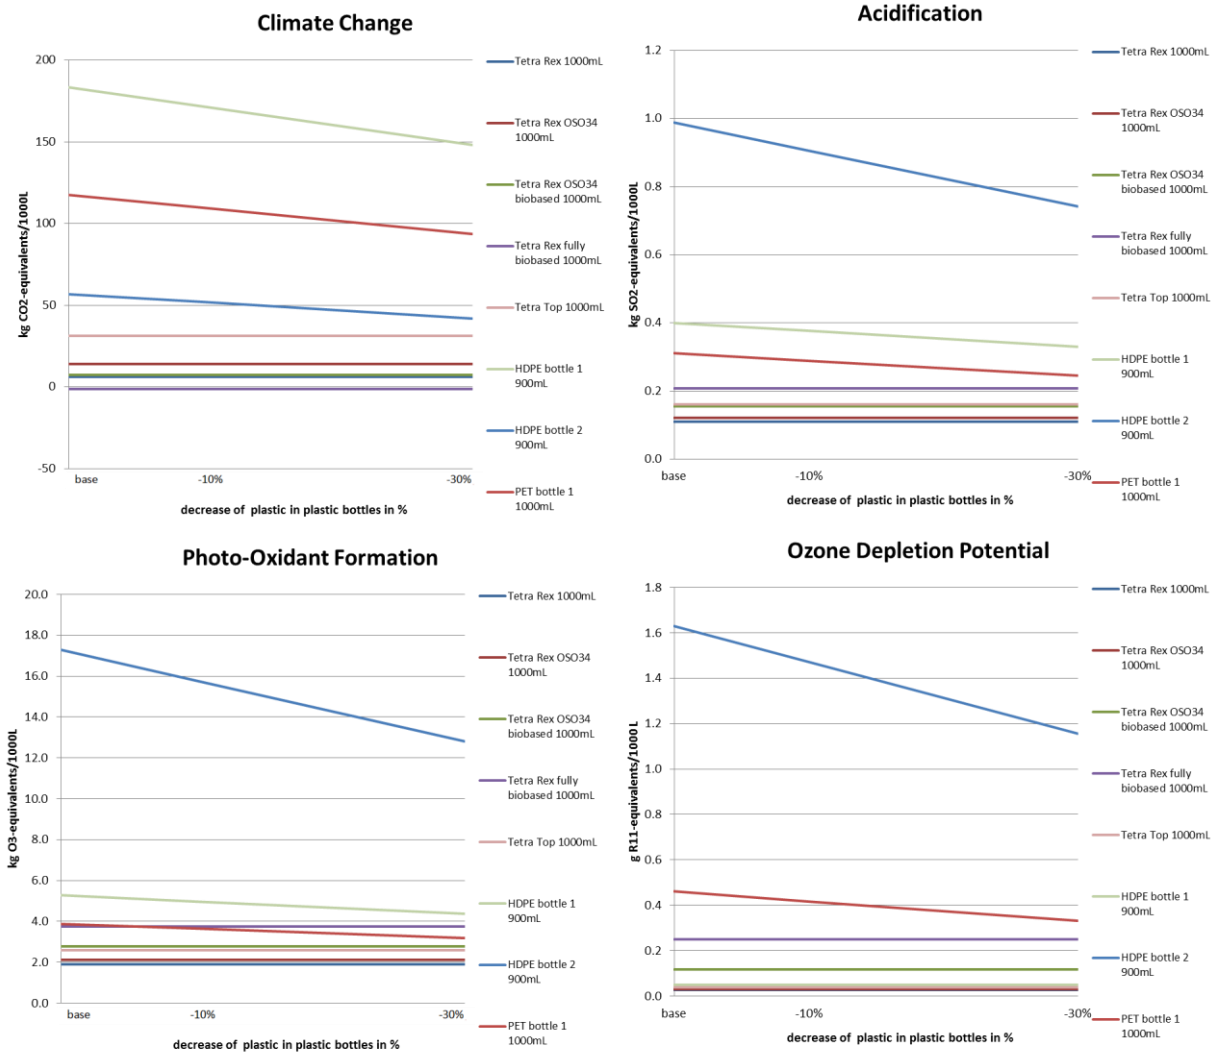 Climate Change
200
150
100
50
0
-50
kg CO2-equivalents/1000L
base
-10%
-30%
decrease of plastic in plastic bottles in %
Tetra Rex 1000mL
Tetra Rex OSO34
1000mL
Tetra Rex OSO34
biobased 1000mL
Tetra Rex fully
biobased 1000mL
Tetra Top 1000mL
HDPE bottle 1
900mL
HDPE bottle 2
900mL
PET bottle 1
1000mL
Acidification
1.2
1.0
0.8
0.6
0.4
0.2
0.0
kg SO2-equivalents/1000L
base
-10%
-30%
decrease of plastic in plastic bottles in %
Tetra Rex 1000mL
Tetra Rex OSO34
1000mL
Tetra Rex OSO34
biobased 1000mL
Tetra Rex fully
biobased 1000mL
Tetra Top 1000mL
HDPE bottle 1
900mL
HDPE bottle 2
900mL
PET bottle 1
1000mL
Photo-Oxidant Formation
20.0
18.0
16.0
14.0
12.0
10.0
8.0
6.0
4.0
2.0
0.0
kg O3-equivalents/1000L
base
-10%
-30%
decrease of plastic in plastic bottles in %
Tetra Rex 1000mL
Tetra Rex OSO34
1000mL
Tetra Rex OSO34
biobased 1000mL
Tetra Rex fully
biobased 1000mL
Tetra Top 1000mL
HDPE bottle 1
900mL
HDPE bottle 2
900mL
PET bottle 1
1000mL
Ozone Depletion Potential
1.8
1.6
1.4
1.2
1.0
0.8
0.6
0.4
0.2
0.0
g R11-equivalents/1000L
base
-10%
-30%
decrease of plastic in plastic bottles in %
Tetra Rex 1000mL
Tetra Rex OSO34
1000mL
Tetra Rex OSO34
biobased 1000mL
Tetra Rex fully
biobased 1000mL
Tetra Top 1000mL
HDPE bottle 1
900mL
HDPE bottle 2
900mL
PET bottle 1
1000mL